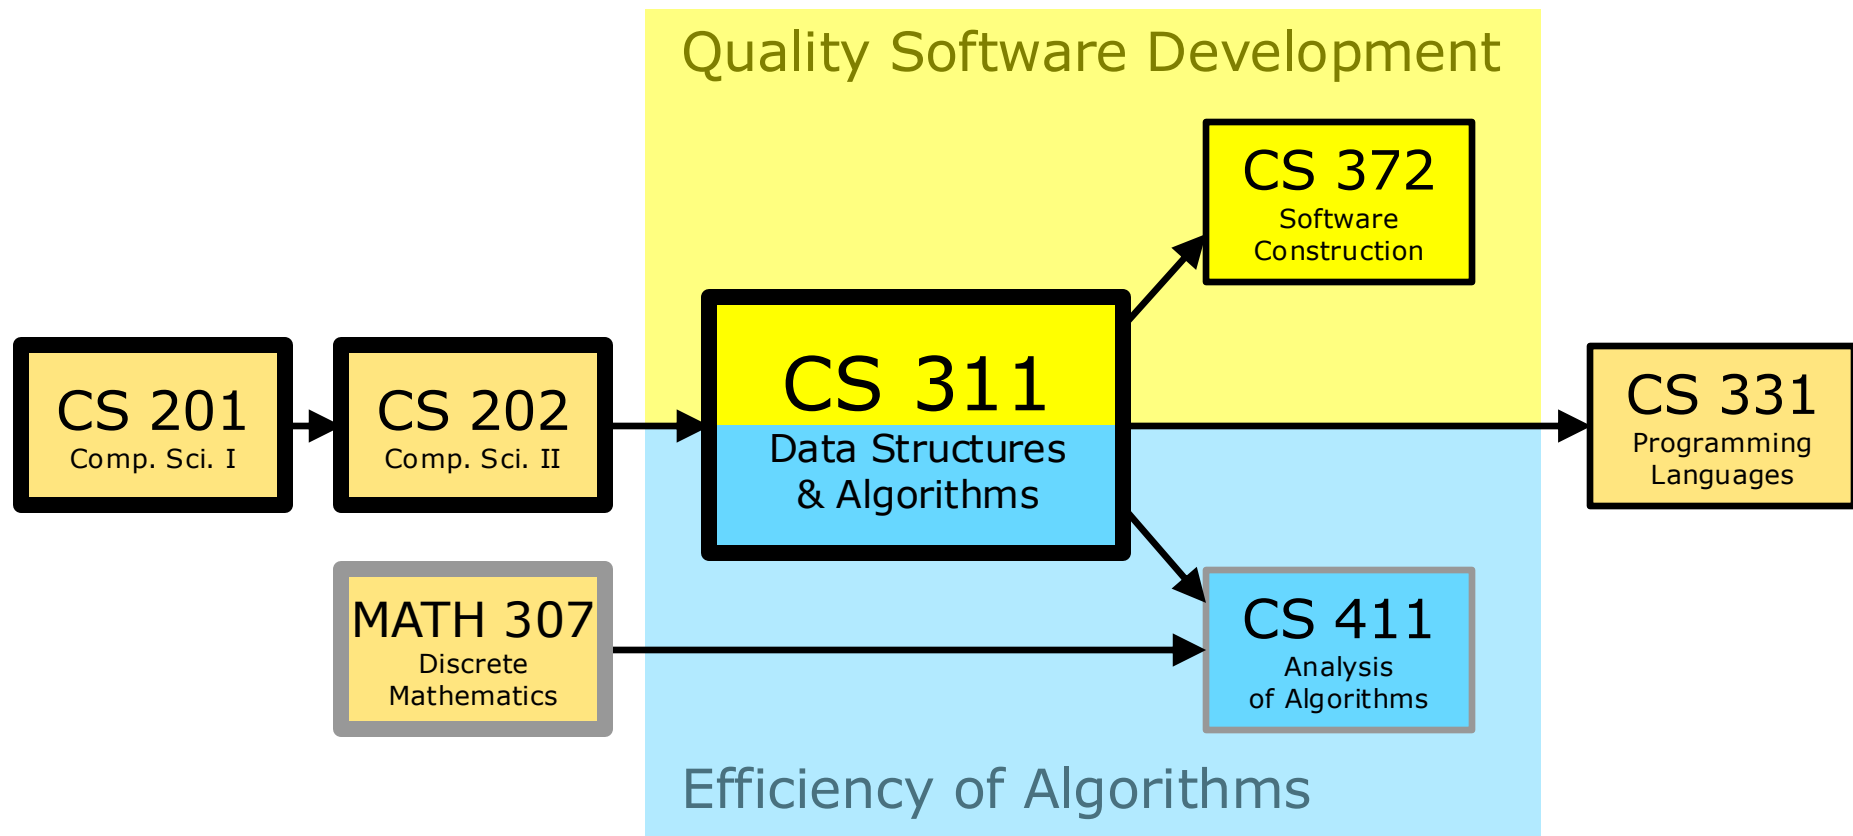 Quality Software Development
CS 372
Software
Construction
CS 201
Comp. Sci. I
CS 202
Comp. Sci. II
CS 311
Data Structures
& Algorithms
CS 331
Programming
Languages
MATH 307
Discrete
Mathematics
CS 411
Analysis
of Algorithms
Efficiency of Algorithms